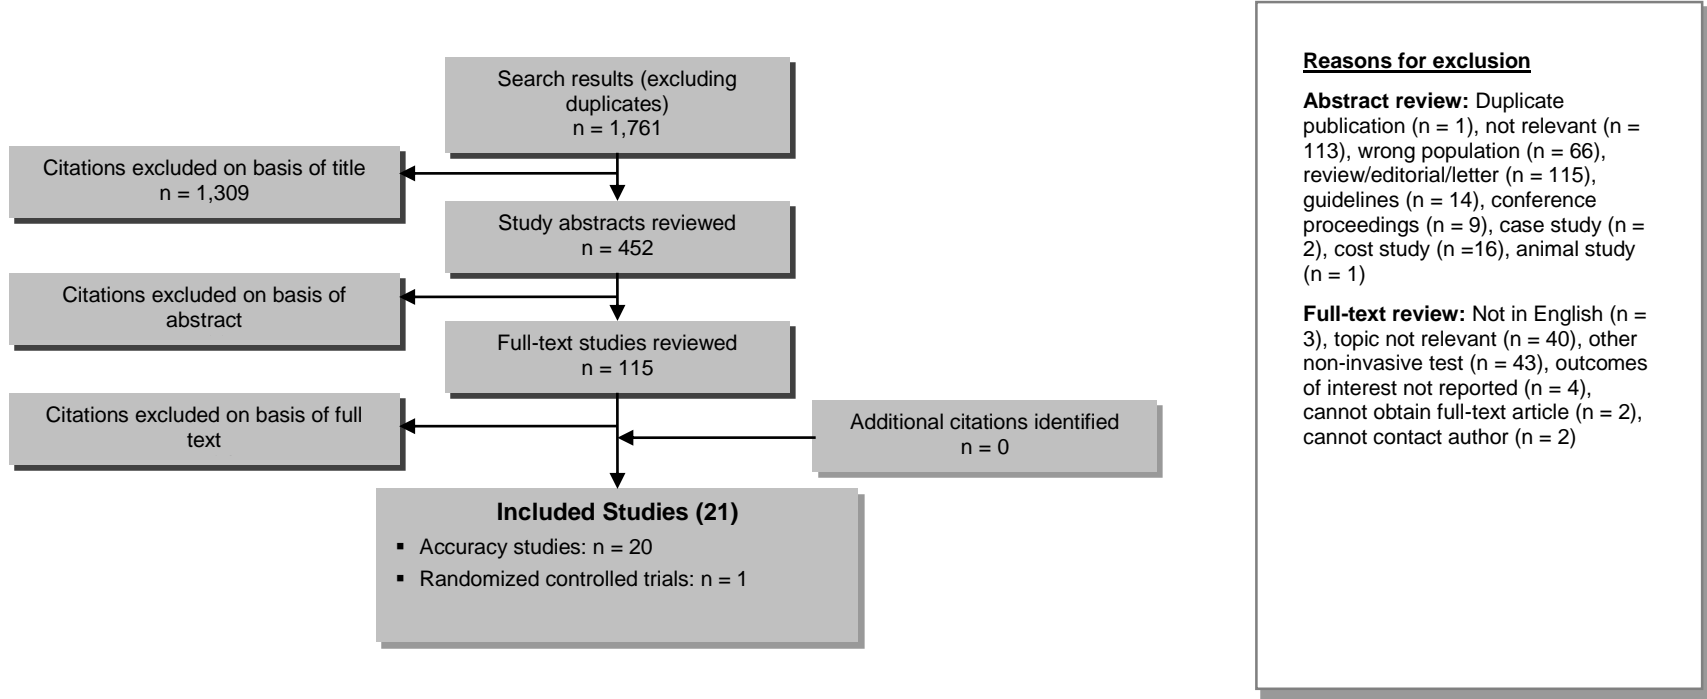 Search results (excluding
duplicates)
n = 1,761
Citations excluded on basis of title
n = 1,309
Study abstracts reviewed
n = 452
Citations excluded on basis of
abstract
Full-text studies reviewed
n = 115
Citations excluded on basis of full
text
Additional citations identified
n = 0
Included Studies (21)
▪ Accuracy studies: n = 20
▪ Randomized controlled trials: n = 1
Reasons for exclusion
Abstract review: Duplicate
publication (n = 1), not relevant (n =
113), wrong population (n = 66),
review/editorial/letter (n = 115),
guidelines (n = 14), conference
proceedings (n = 9), case study (n =
2), cost study (n =16), animal study
(n = 1)
Full-text review: Not in English (n =
3), topic not relevant (n = 40), other
non-invasive test (n = 43), outcomes
of interest not reported (n = 4),
cannot obtain full-text article (n = 2),
cannot contact author (n = 2)